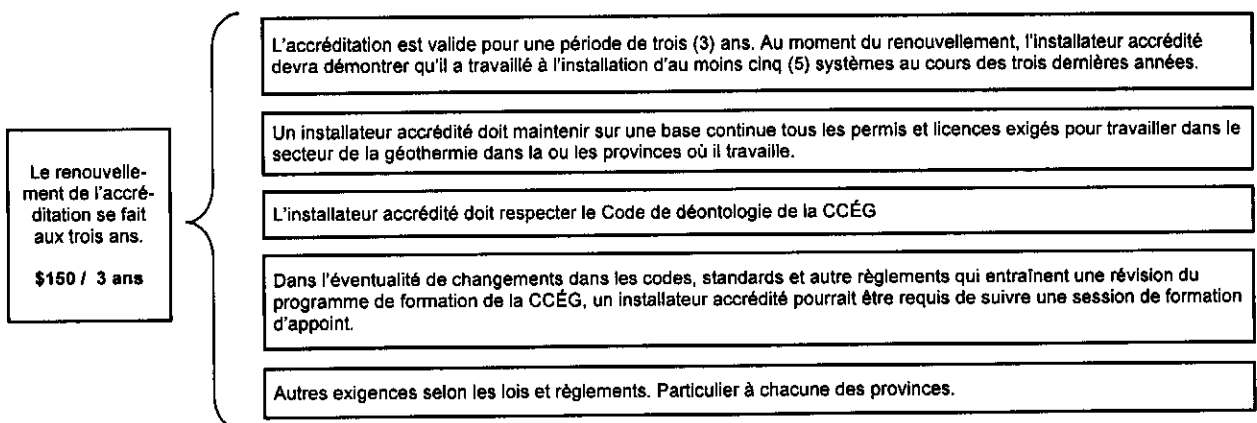 Le renouvelle-
ment de l'accré-
ditation se fait
aux trois ans.
$150 / 3 ans
L'accréditation est valide pour une période de trois (3) ans. Au moment du renouvellement, l'installateur accrédité
devra démontrer qu'il a travaillé à l'installation d'au moins cinq (5) systèmes au cours des trois dernières années.
Un installateur accrédité doit maintenir sur une base continue tous les permis et licences exigés pour travailler dans le
secteur de la géothermie dans la ou les provinces où il travaille.
L'installateur accrédité doit respecter le Code de déontologie de la CCÉG
Dans l'éventualité de changements dans les codes, standards et autre règlements qui entraînent une révision du
programme de formation de la CCÉG, un installateur accrédité pourrait être requis de suivre une session de formation
d'appoint.
Autres exigences selon les lois et règlements. Particulier à chacune des provinces.